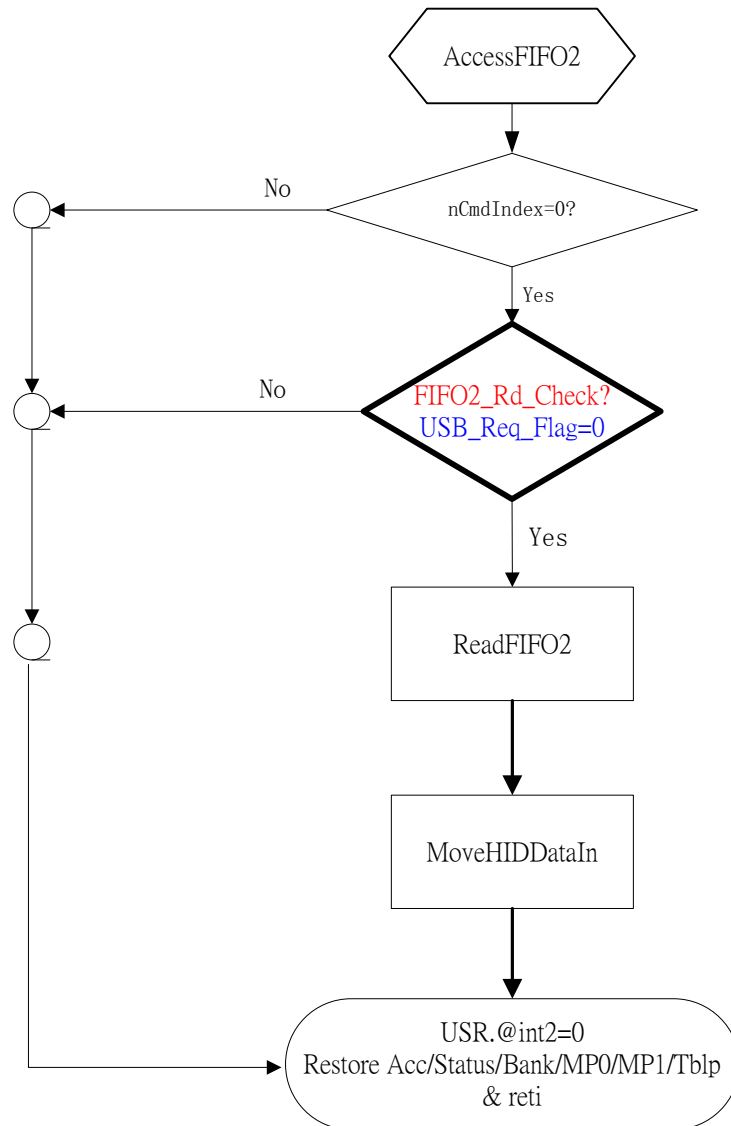 AccessFIFO2
No
nCmdIndex=0?
Yes
No
FIFO2_Rd_Check?
USB_Req_Flag=0
Yes
ReadFIFO2
MoveHIDDataIn
USR.@int2=0
Restore Acc/Status/Bank/MP0/MP1/Tblp
& reti